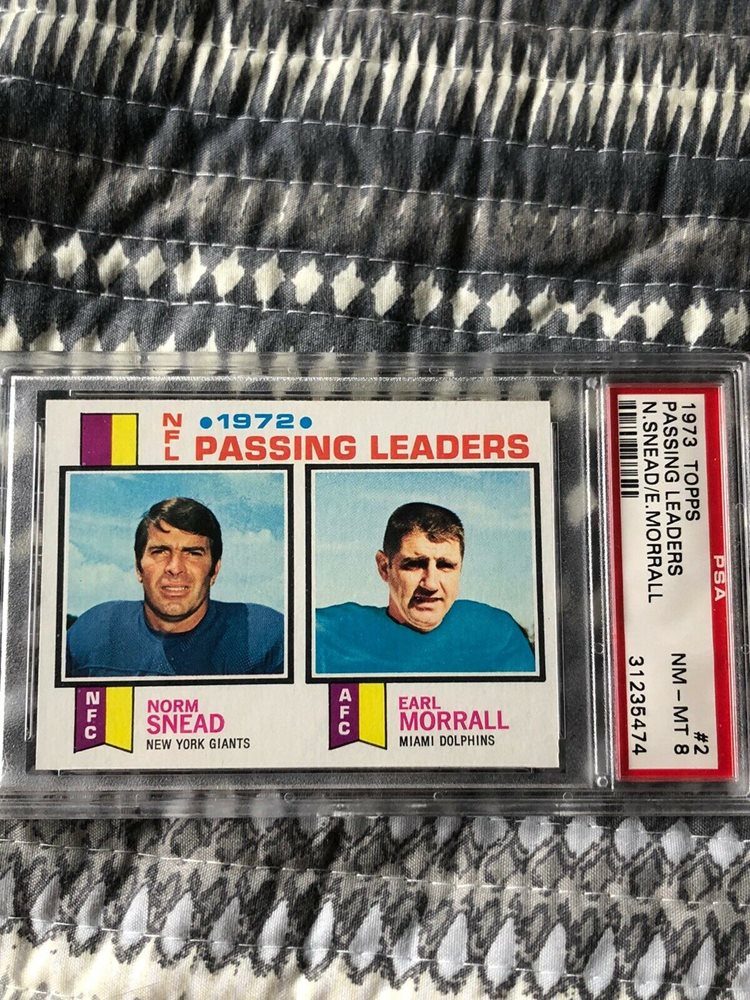 NFL
•1972•
PASSING LEADERS
NFC
NORM
SNEAD
NEW YORK GIANTS
AFC
EARL
MORRALL
MIAMI DOLPHINS
PSA
1973 TOPPS #2
PASSING LEADERS NM-MT 8
N.SNEAD/E.MORRALL
31235474